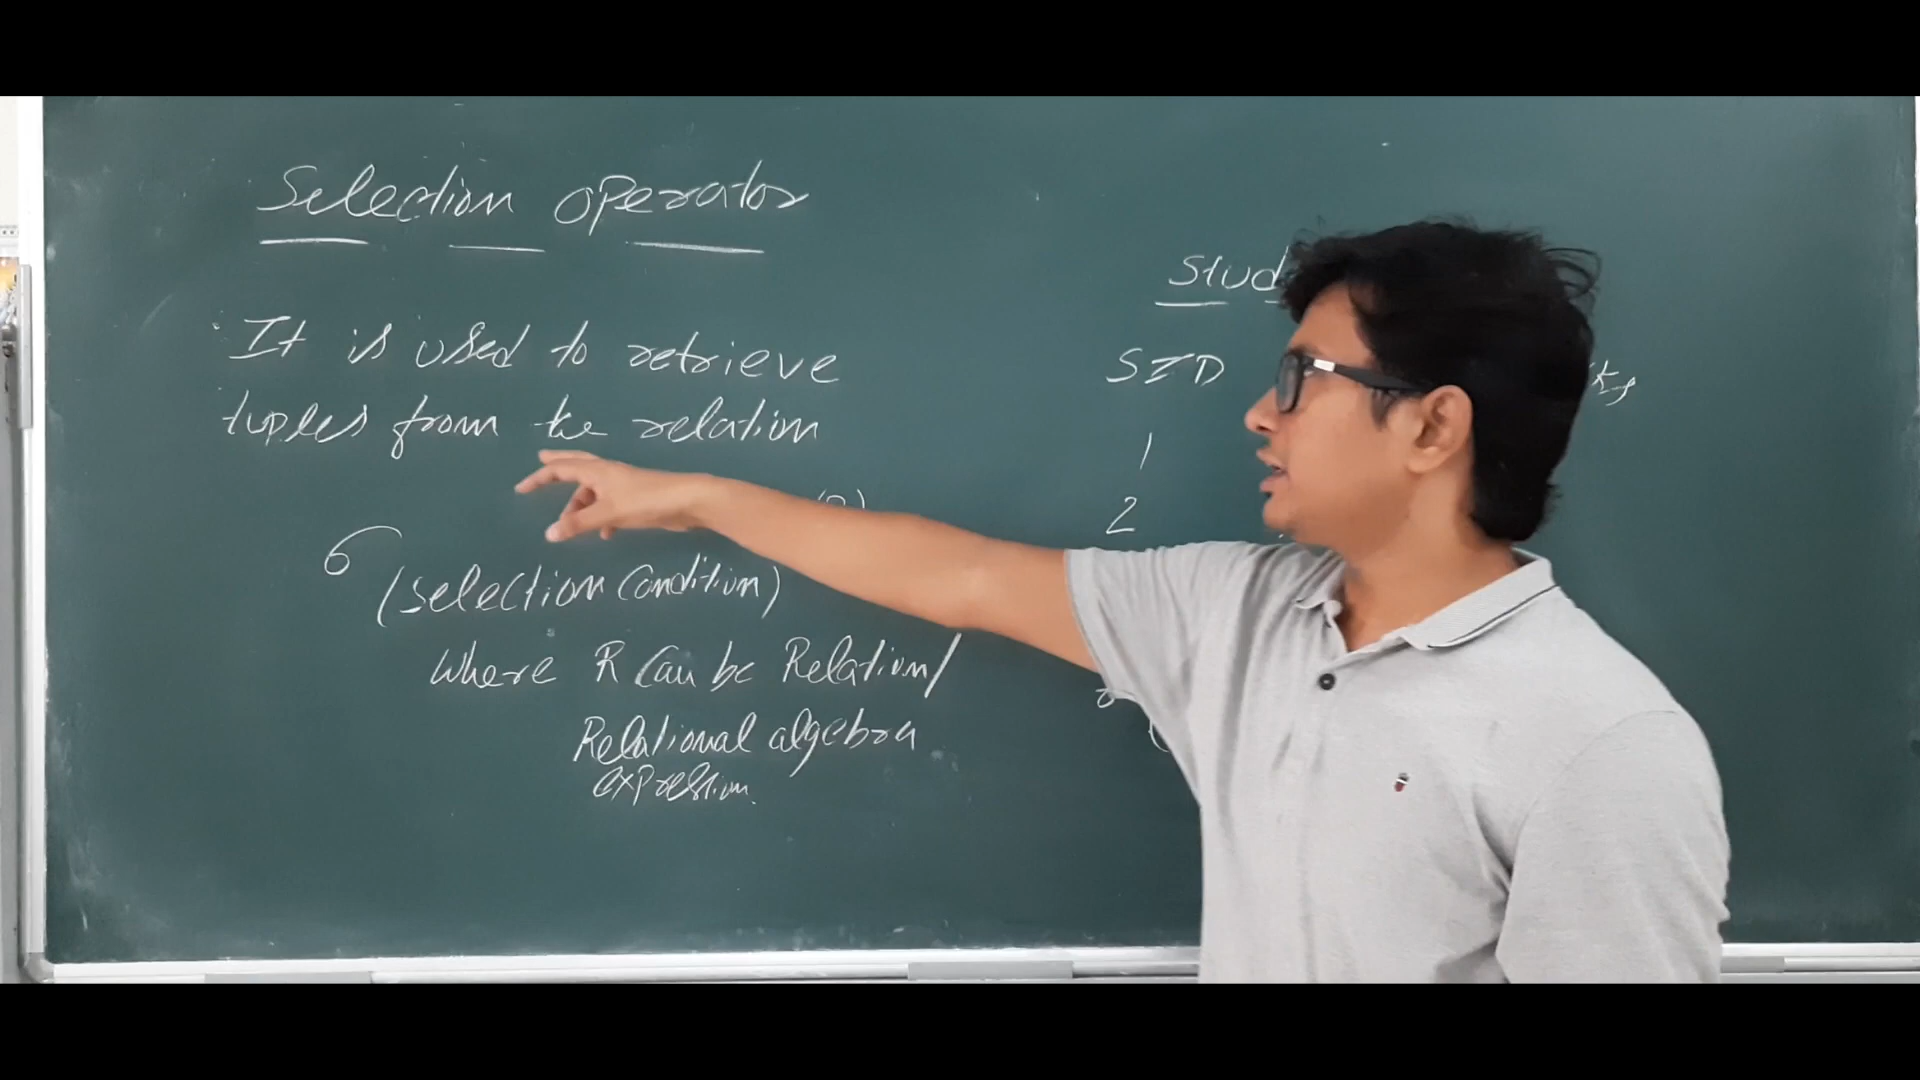 Selection operator
It is used to retrieve
tuples from the relation
σ (selection condition) (R)
where R can be Relation/
Relational algebra
expression.
Stud
SID
1
2